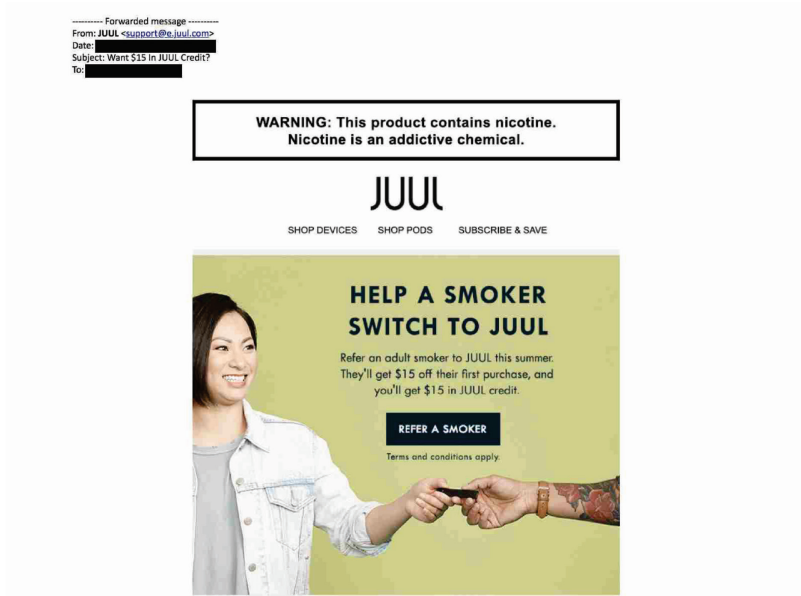 ---------- Forwarded message ----------
From: JUUL <support@e.juul.com>
Date:
Subject: Want $15 in JUUL Credit?
To:
WARNING: This product contains nicotine.
Nicotine is an addictive chemical.
JUUL
SHOP DEVICES SHOP PODS SUBSCRIBE & SAVE
HELP A SMOKER
SWITCH TO JUUL
Refer an adult smoker to JUUL this summer.
They'll get $15 off their first purchase, and
you'll get $15 in JUUL credit.
REFER A SMOKER
Terms and conditions apply.